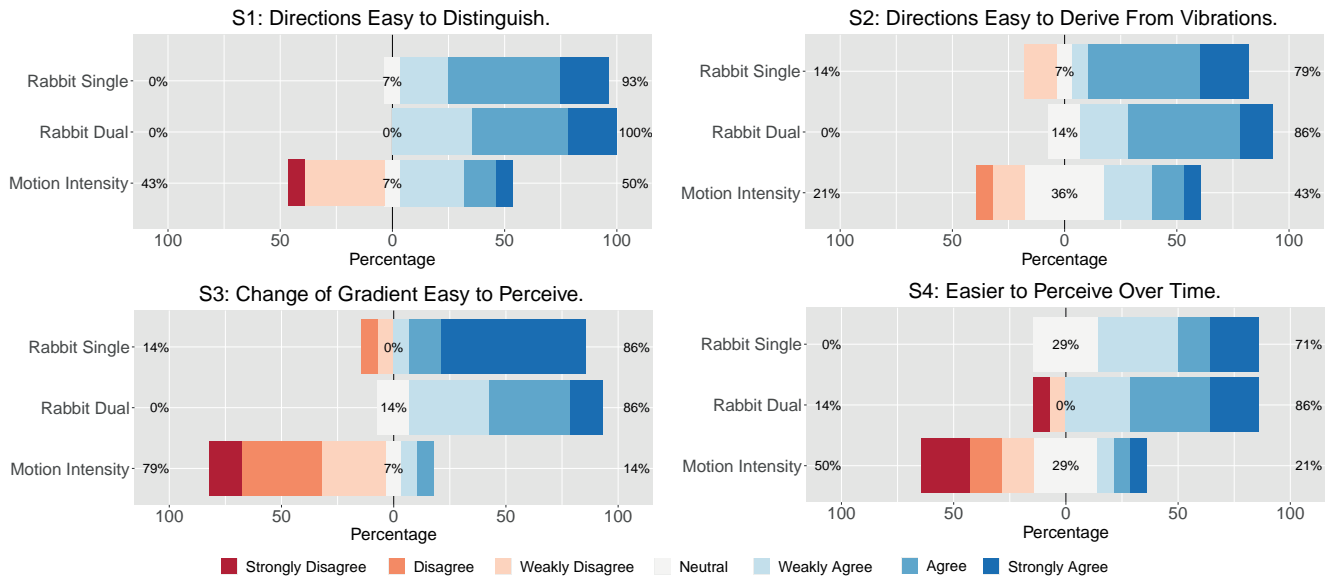 S1: Directions Easy to Distinguish.
Rabbit Single 0% 7% 93%
Rabbit Dual 0% 0% 100%
Motion Intensity 43% 7% 50%
100 50 0 50 100
Percentage
S2: Directions Easy to Derive From Vibrations.
Rabbit Single 14% 7% 79%
Rabbit Dual 0% 14% 86%
Motion Intensity 21% 36% 43%
100 50 0 50 100
Percentage
S3: Change of Gradient Easy to Perceive.
Rabbit Single 14% 0% 86%
Rabbit Dual 0% 14% 86%
Motion Intensity 79% 7% 14%
100 50 0 50 100
Percentage
S4: Easier to Perceive Over Time.
Rabbit Single 0% 29% 71%
Rabbit Dual 14% 0% 86%
Motion Intensity 50% 29% 21%
100 50 0 50 100
Percentage
Strongly Disagree Disagree Weakly Disagree Neutral Weakly Agree Agree Strongly Agree